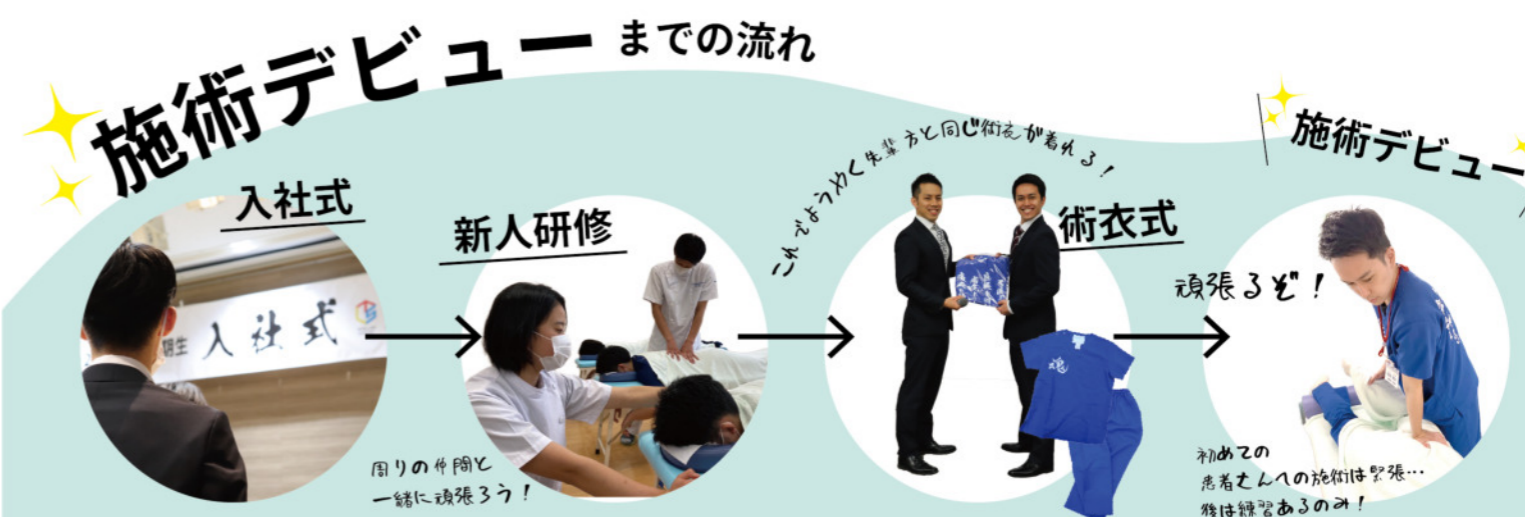 施術デビューまでの流れ
入社式
期生 入社式
新人研修
周りの仲間と
一緒に頑張ろう！
これでようやく先輩方と同じ術衣が着れる！
術衣式
魂
施術デビュー
頑張るぞ！
初めての
患者さんへの施術は緊張…
後は練習あるのみ！